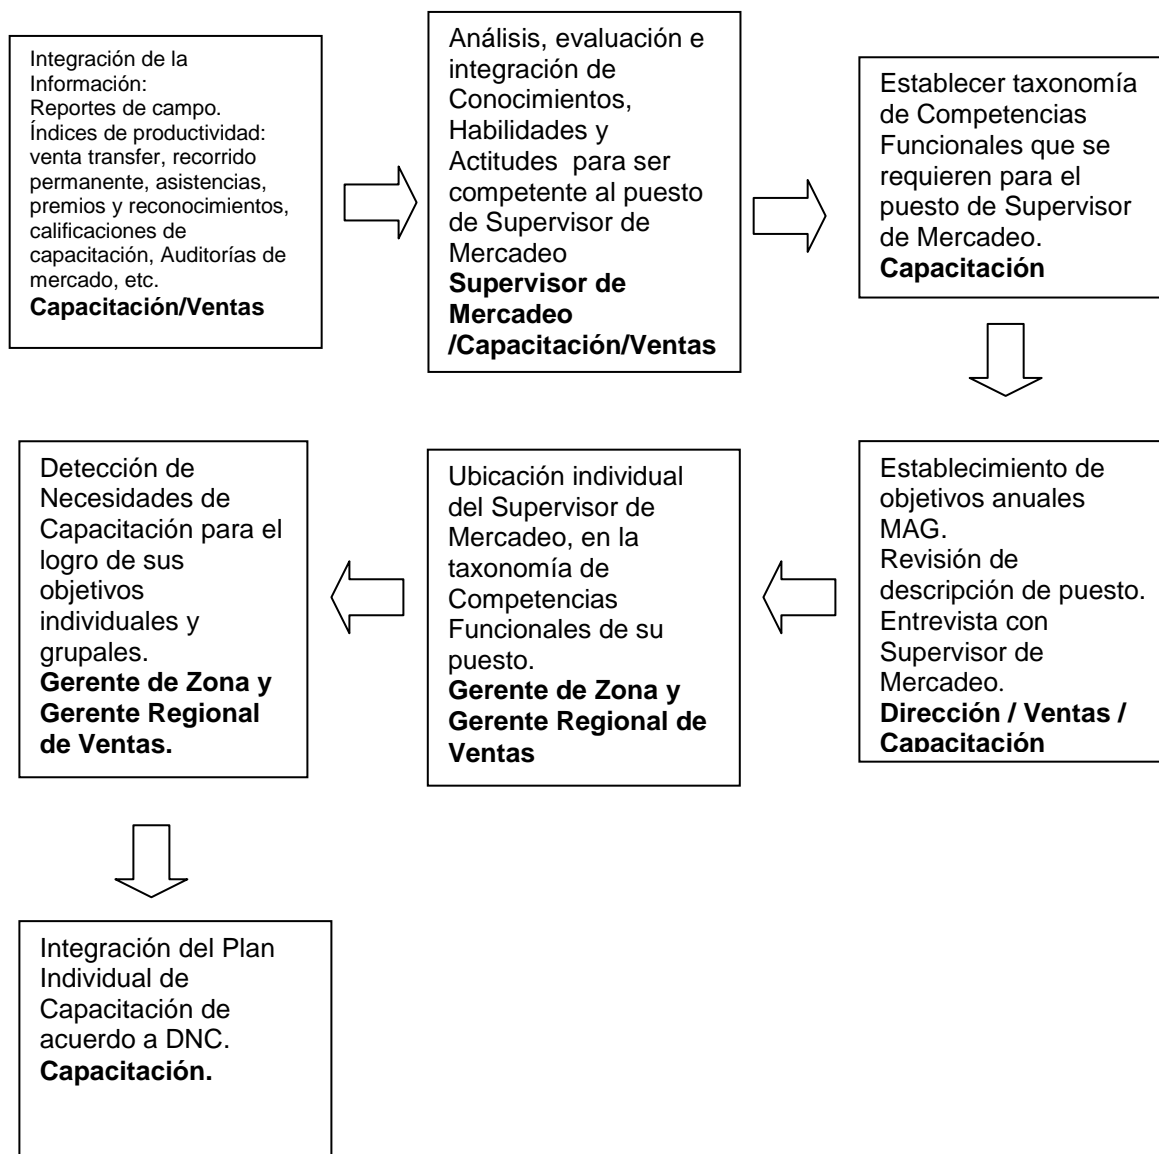 Integración de la
Información:
Reportes de campo.
Índices de productividad:
venta transfer, recorrido
permanente, asistencias,
premios y reconocimientos,
calificaciones de
capacitación, Auditorías de
mercado, etc.
Capacitación/Ventas
Análisis, evaluación e
integración de
Conocimientos,
Habilidades y
Actitudes para ser
competente al puesto
de Supervisor de
Mercadeo
Supervisor de
Mercadeo
/Capacitación/Ventas
Establecer taxonomía
de Competencias
Funcionales que se
requieren para el
puesto de Supervisor
de Mercadeo.
Capacitación
Establecimiento de
objetivos anuales
MAG.
Revisión de
descripción de puesto.
Entrevista con
Supervisor de
Mercadeo.
Dirección / Ventas /
Capacitación
Ubicación individual
del Supervisor de
Mercadeo, en la
taxonomía de
Competencias
Funcionales de su
puesto.
Gerente de Zona y
Gerente Regional de
Ventas
Detección de
Necesidades de
Capacitación para el
logro de sus
objetivos
individuales y
grupales.
Gerente de Zona y
Gerente Regional
de Ventas.
Integración del Plan
Individual de
Capacitación de
acuerdo a DNC.
Capacitación.